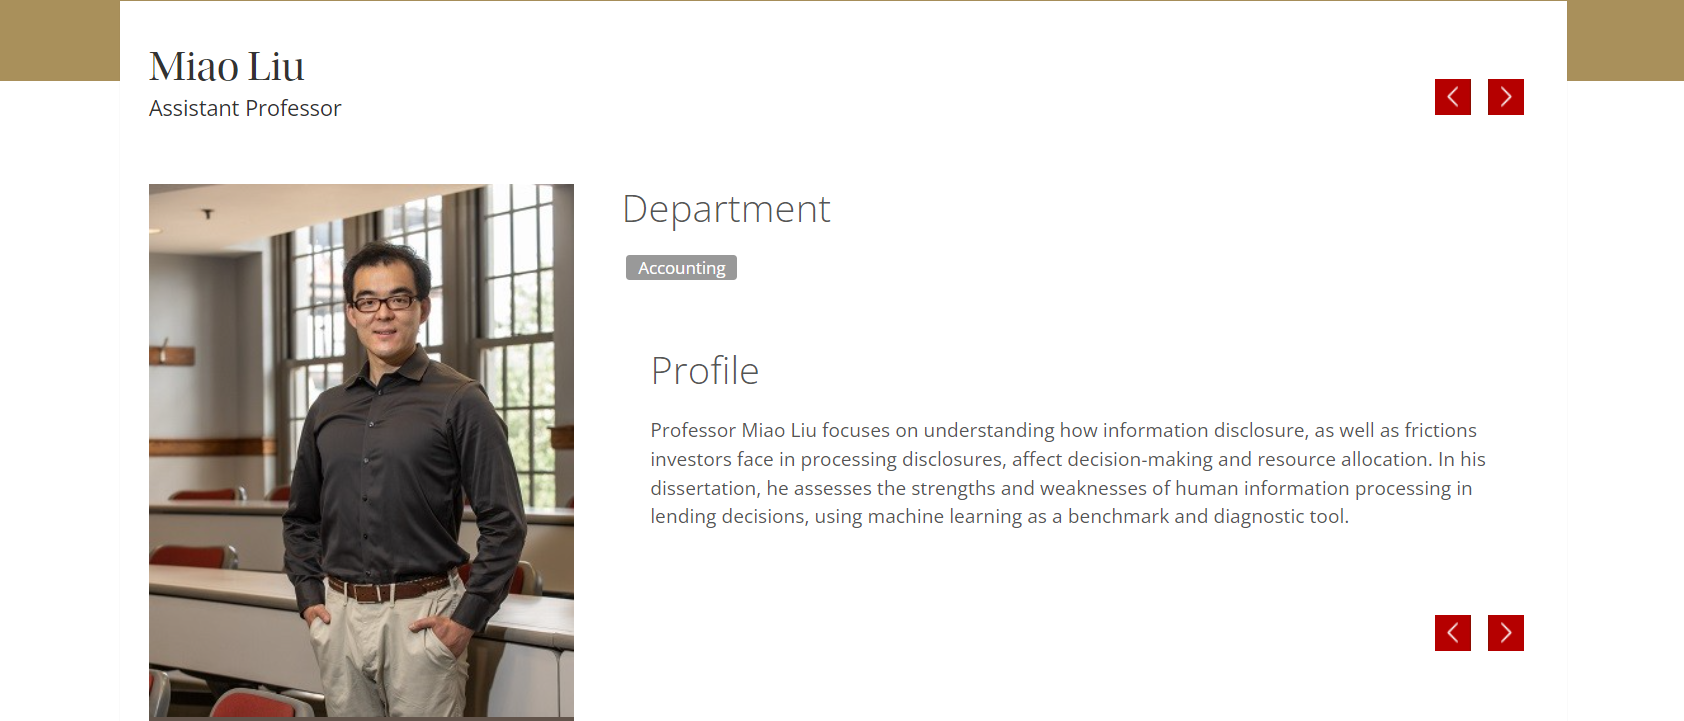 Miao Liu
Assistant Professor
Department
Accounting
Profile
Professor Miao Liu focuses on understanding how information disclosure, as well as frictions
investors face in processing disclosures, affect decision-making and resource allocation. In his
dissertation, he assesses the strengths and weaknesses of human information processing in
lending decisions, using machine learning as a benchmark and diagnostic tool.